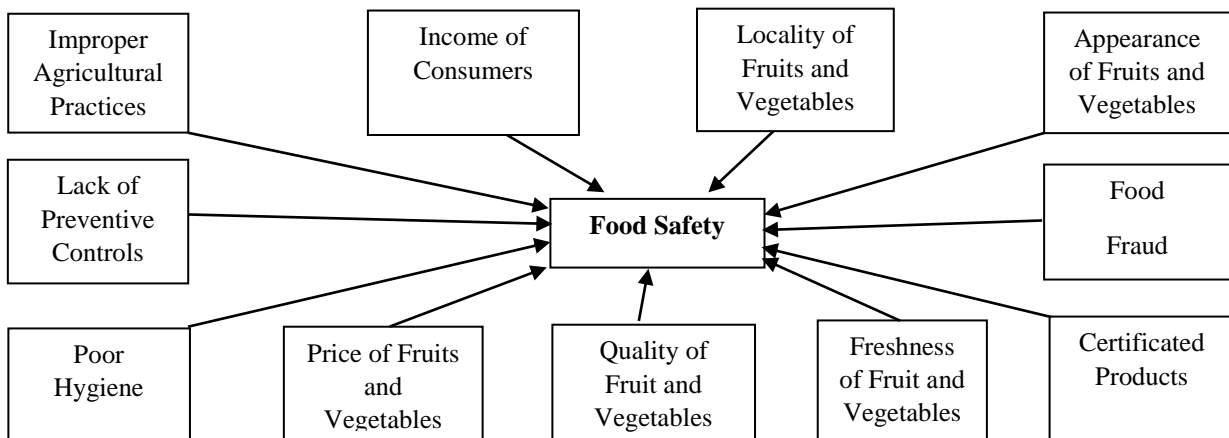 Improper
Agricultural
Practices
Income of
Consumers
Locality of
Fruits and
Vegetables
Appearance
of Fruits and
Vegetables
Lack of
Preventive
Controls
Food Safety
Food
Fraud
Poor
Hygiene
Price of Fruits
and
Vegetables
Quality of
Fruit and
Vegetables
Freshness
of Fruit and
Vegetables
Certificated
Products